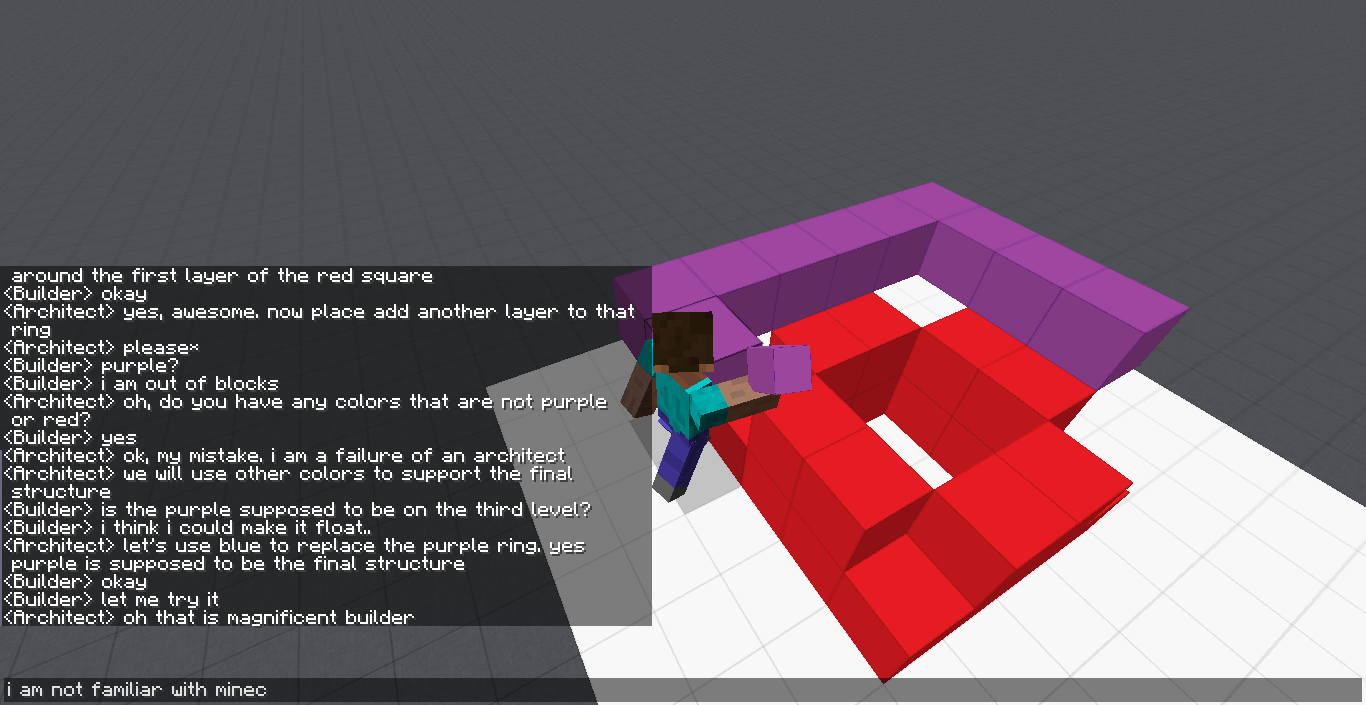 around the first layer of the red square
<Builder> okay
<Architect> yes, awesome. now place add another layer to that
ring
<Architect> please*
<Builder> purple?
<Builder> i am out of blocks
<Architect> oh, do you have any colors that are not purple
or red?
<Builder> yes
<Architect> ok, my mistake. i am a failure of an architect
<Architect> we will use other colors to support the final
structure
<Builder> is the purple supposed to be on the third level?
<Builder> i think i could make it float..
<Architect> let's use blue to replace the purple ring. yes
purple is supposed to be the final structure
<Builder> okay
<Builder> let me try it
<Architect> oh that is magnificent builder
i am not familiar with minec